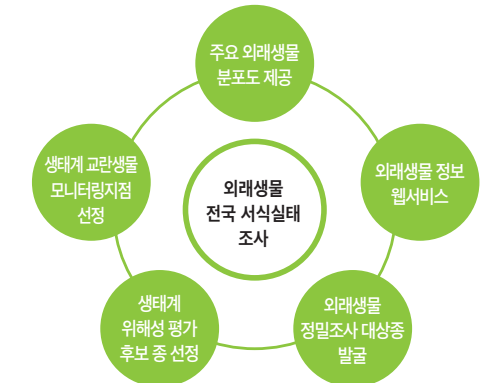 주요 외래생물
분포도 제공
외래생물 정보
웹서비스
외래생물
정밀조사 대상종
발굴
생태계
위해성 평가
후보 종 선정
생태계 교란생물
모니터링지점
선정
외래생물
전국 서식실태
조사